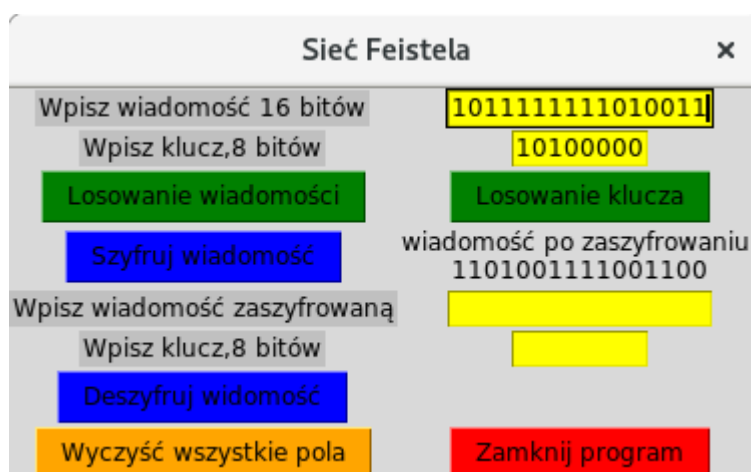 Sieć Feistela ×
Wpisz wiadomość 16 bitów 1011111111010011
Wpisz klucz,8 bitów 10100000
Losowanie wiadomości Losowanie klucza
Szyfruj wiadomość wiadomość po zaszyfrowaniu
1101001111001100
Wpisz wiadomość zaszyfrowaną
Wpisz klucz,8 bitów
Deszyfruj widomość
Wyczyść wszystkie pola Zamknij program